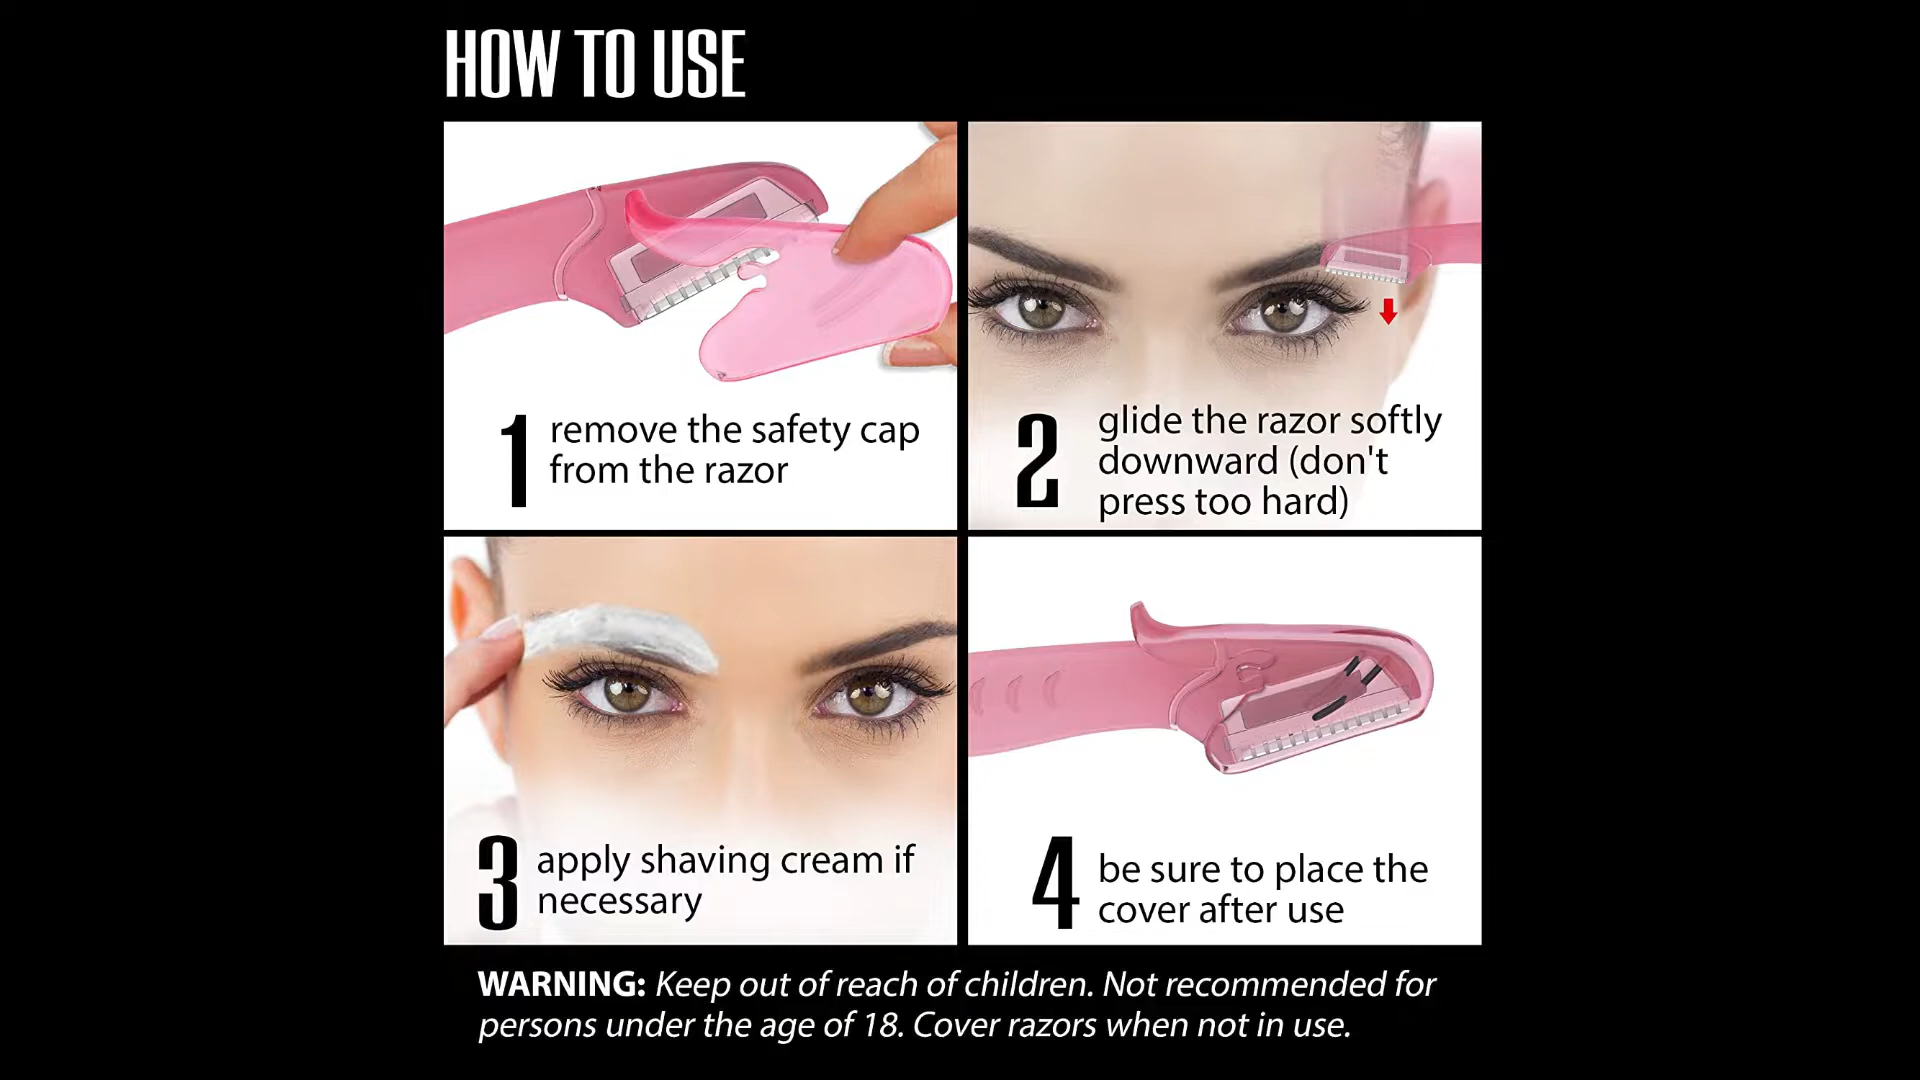 HOW TO USE
1
remove the safety cap
from the razor
2
glide the razor softly
downward (don't
press too hard)
3
apply shaving cream if
necessary
4
be sure to place the
cover after use
WARNING: Keep out of reach of children. Not recommended for
persons under the age of 18. Cover razors when not in use.